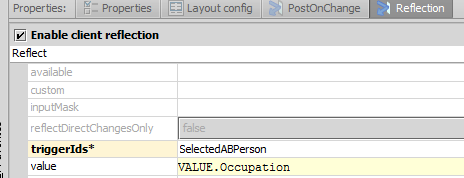 Properties: Properties Layout config PostOnChange Reflection
Enable client reflection
Reflect
available
custom
inputMask
reflectDirectChangesOnly false
triggerIds* SelectedABPerson
value VALUE.Occupation